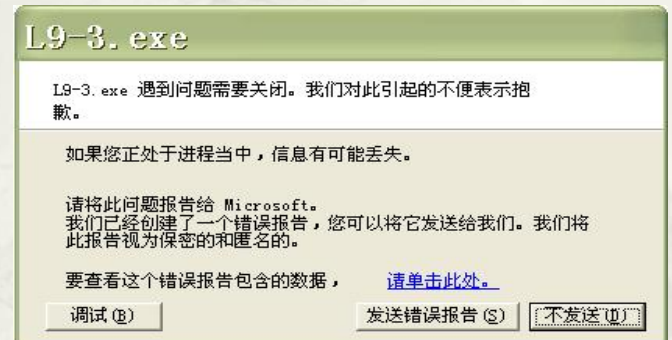 L9-3.exe
L9-3.exe 遇到问题需要关闭。我们对此引起的不便表示抱
歉。
如果您正处于进程当中，信息有可能丢失。
请将此问题报告给 Microsoft。
我们已经创建了一个错误报告，您可以将它发送给我们。我们将
此报告视为保密的和匿名的。
要查看这个错误报告包含的数据， 请单击此处。
调试(B) 发送错误报告(S) 不发送(D)